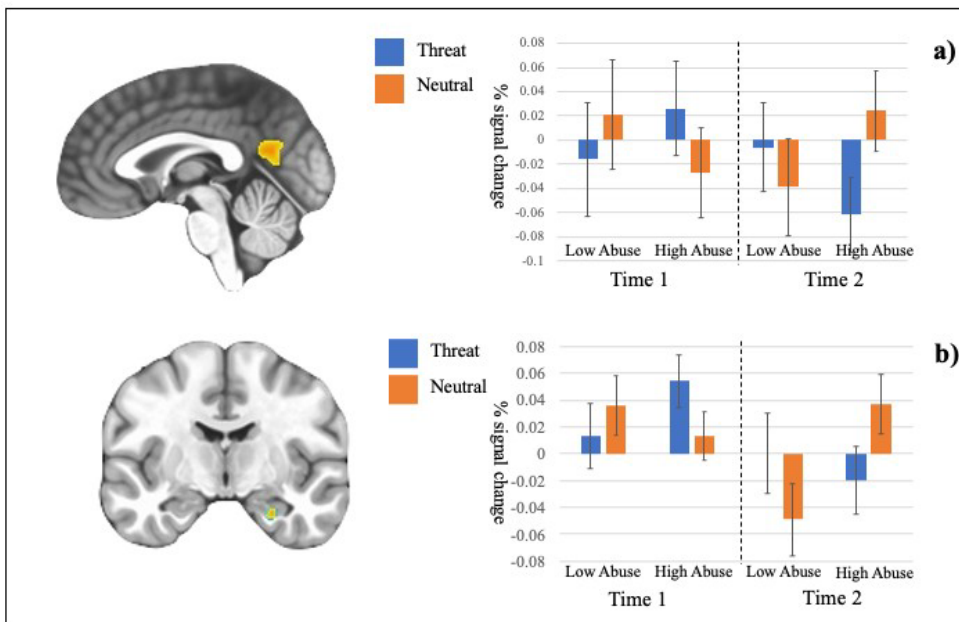 Threat
Neutral
a)
% signal change
0.08
0.06
0.04
0.02
0
-0.02
-0.04
-0.06
-0.08
-0.1
Low Abuse High Abuse Low Abuse High Abuse
Time 1 Time 2
Threat
Neutral
b)
% signal change
0.08
0.06
0.04
0.02
0
-0.02
-0.04
-0.06
-0.08
Low Abuse High Abuse Low Abuse High Abuse
Time 1 Time 2